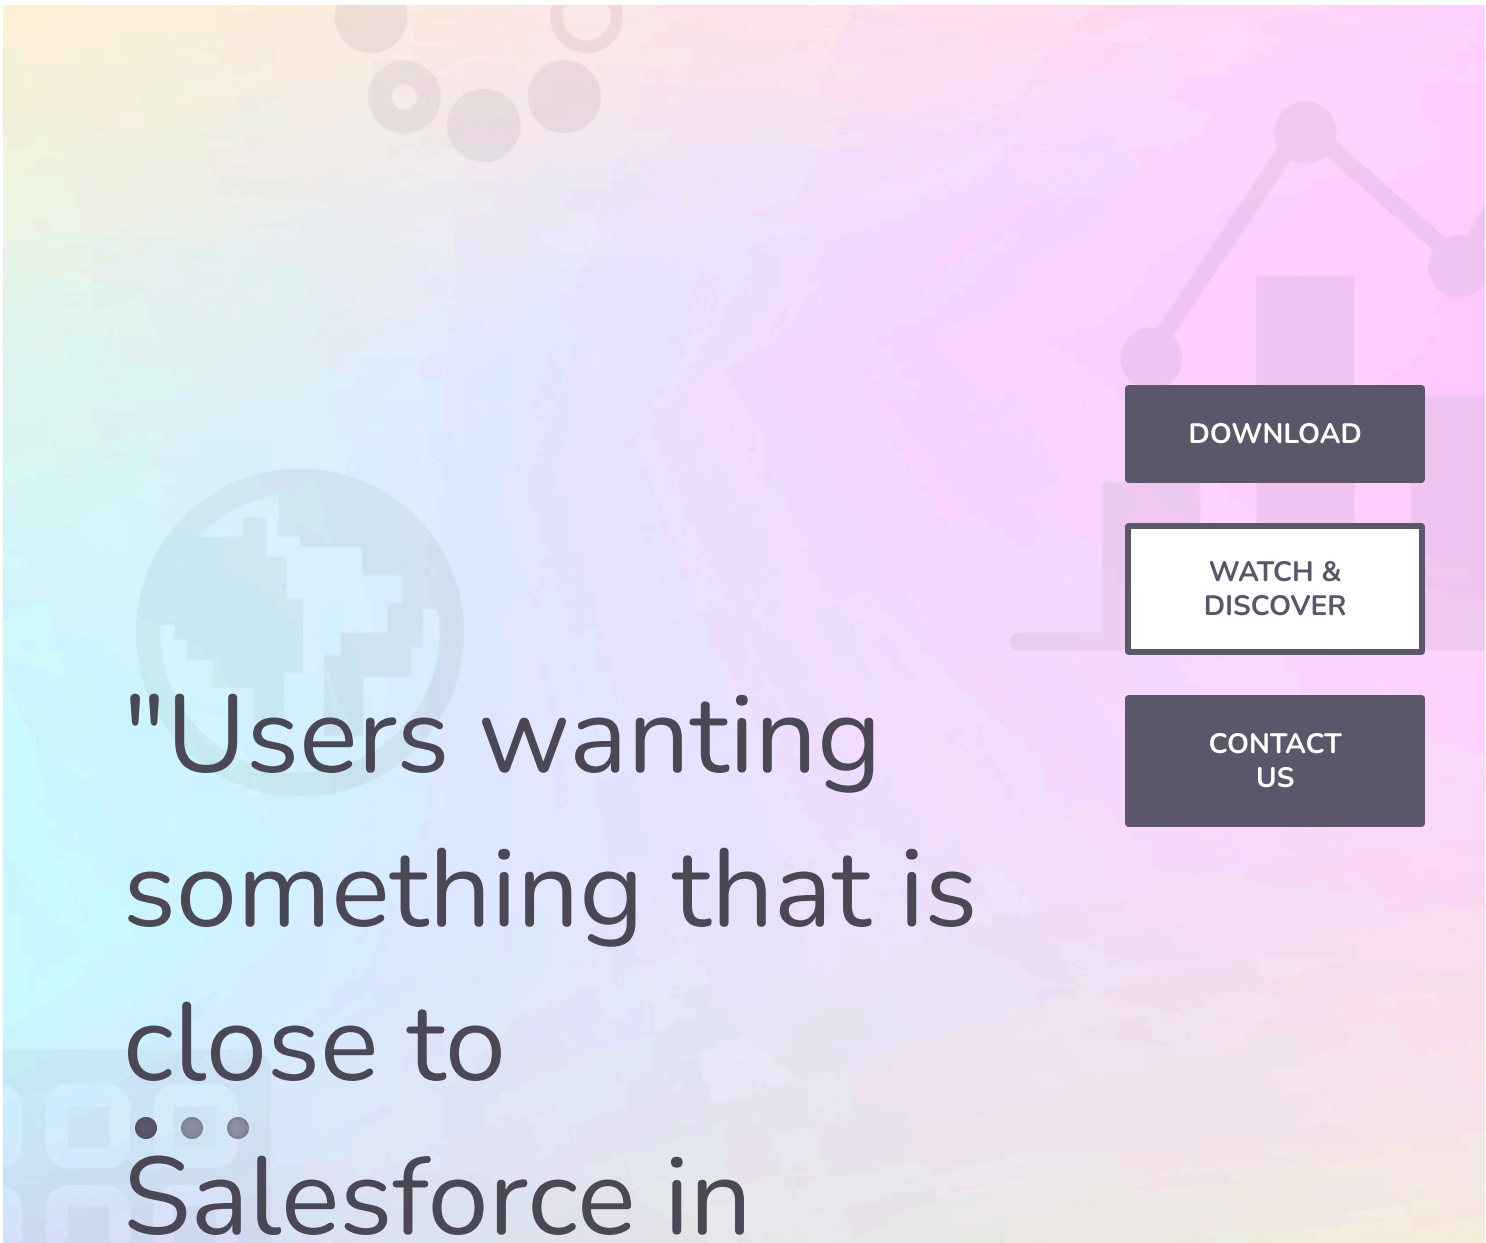 "Users wanting
something that is
close to
Salesforce in
DOWNLOAD
WATCH &
DISCOVER
CONTACT
US